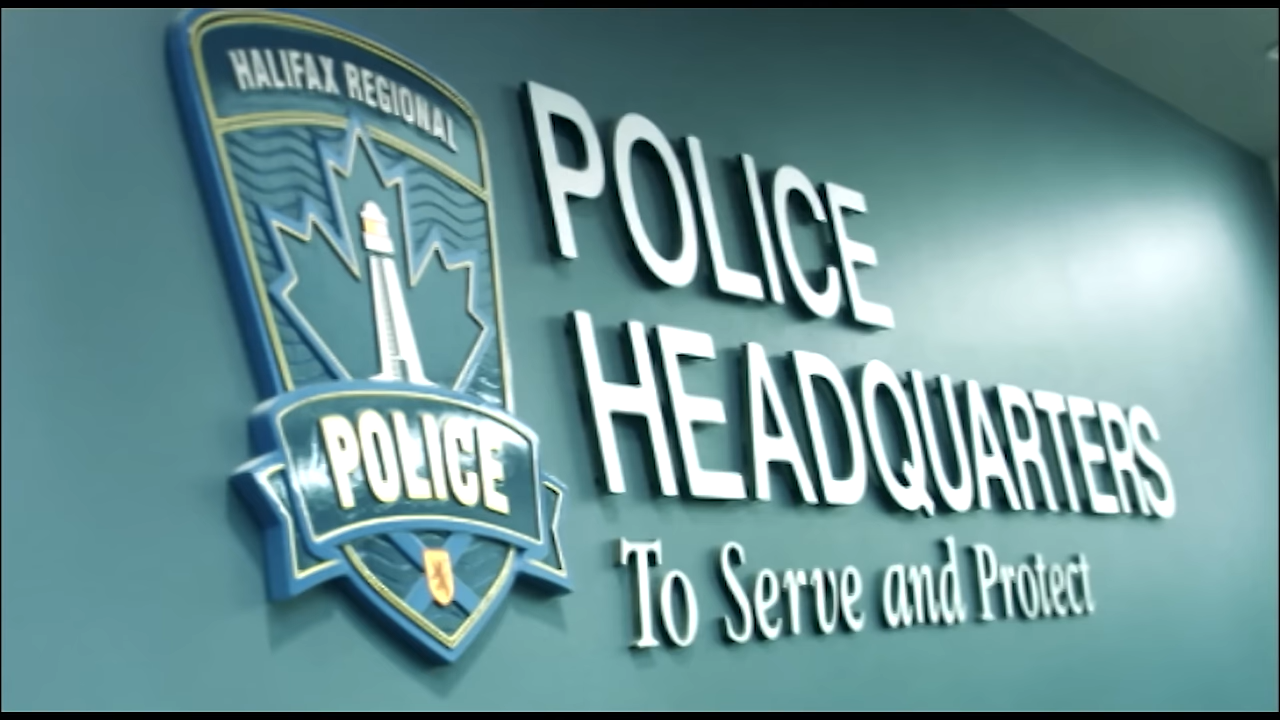 HALIFAX REGIONAL
POLICE
POLICE
HEADQUARTERS
To Serve and Protect